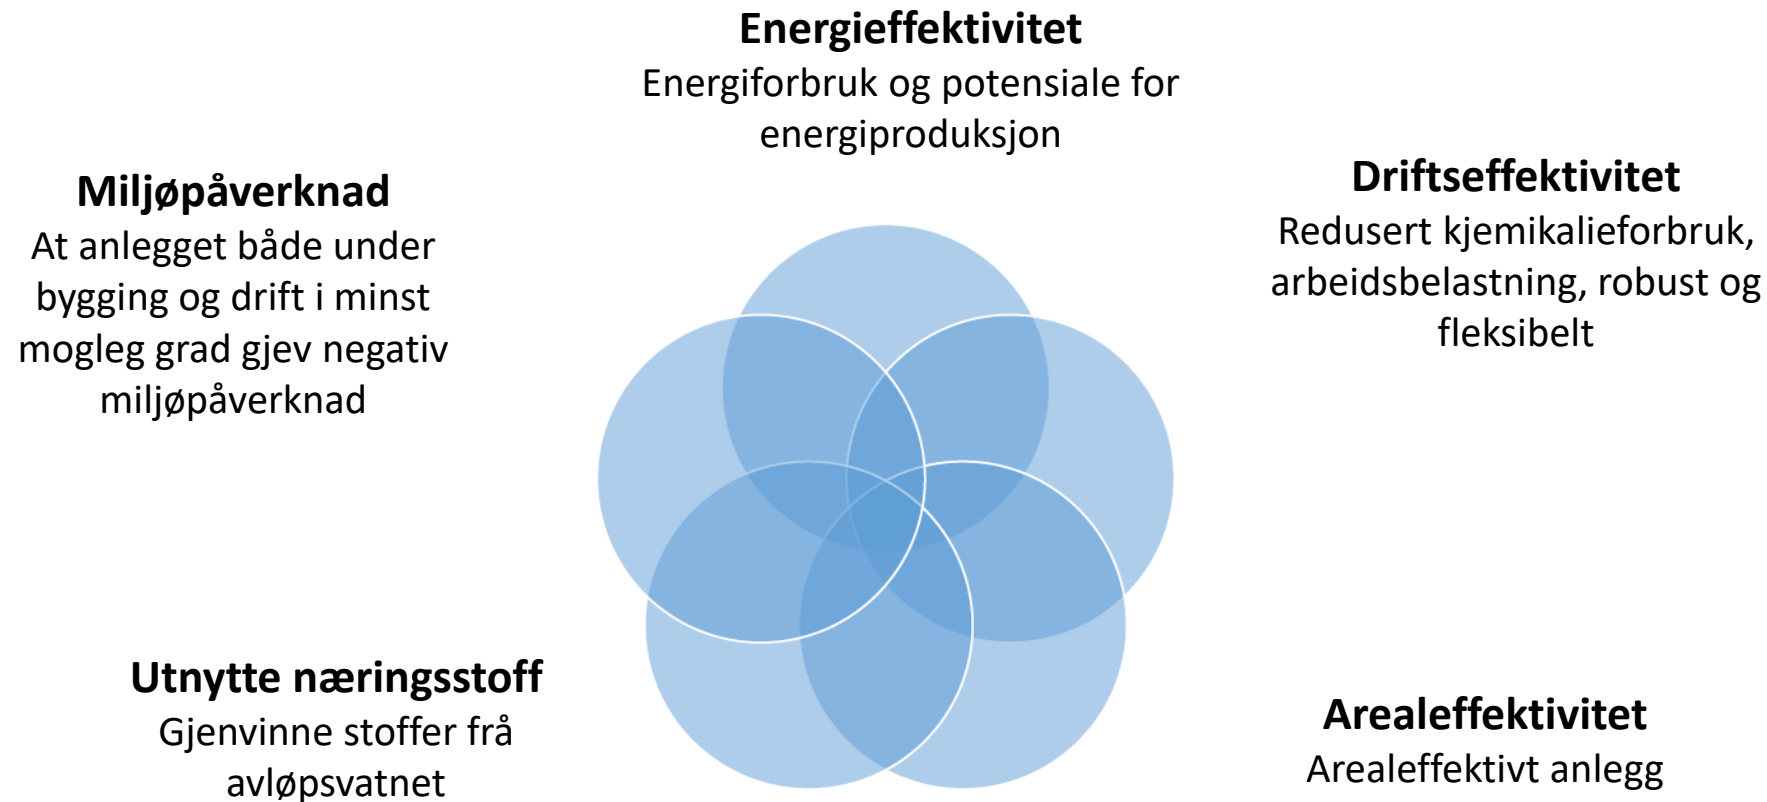 Energieffektivitet
Energiforbruk og potensiale for
energiproduksjon
Miljøpåverknad
At anlegget både under
bygging og drift i minst
mogleg grad gjev negativ
miljøpåverknad
Driftseffektivitet
Redusert kjemikalieforbruk,
arbeidsbelastning, robust og
fleksibelt
Utnytte næringsstoff
Gjenvinne stoffer frå
avløpsvatnet
Arealeffektivitet
Arealeffektivt anlegg